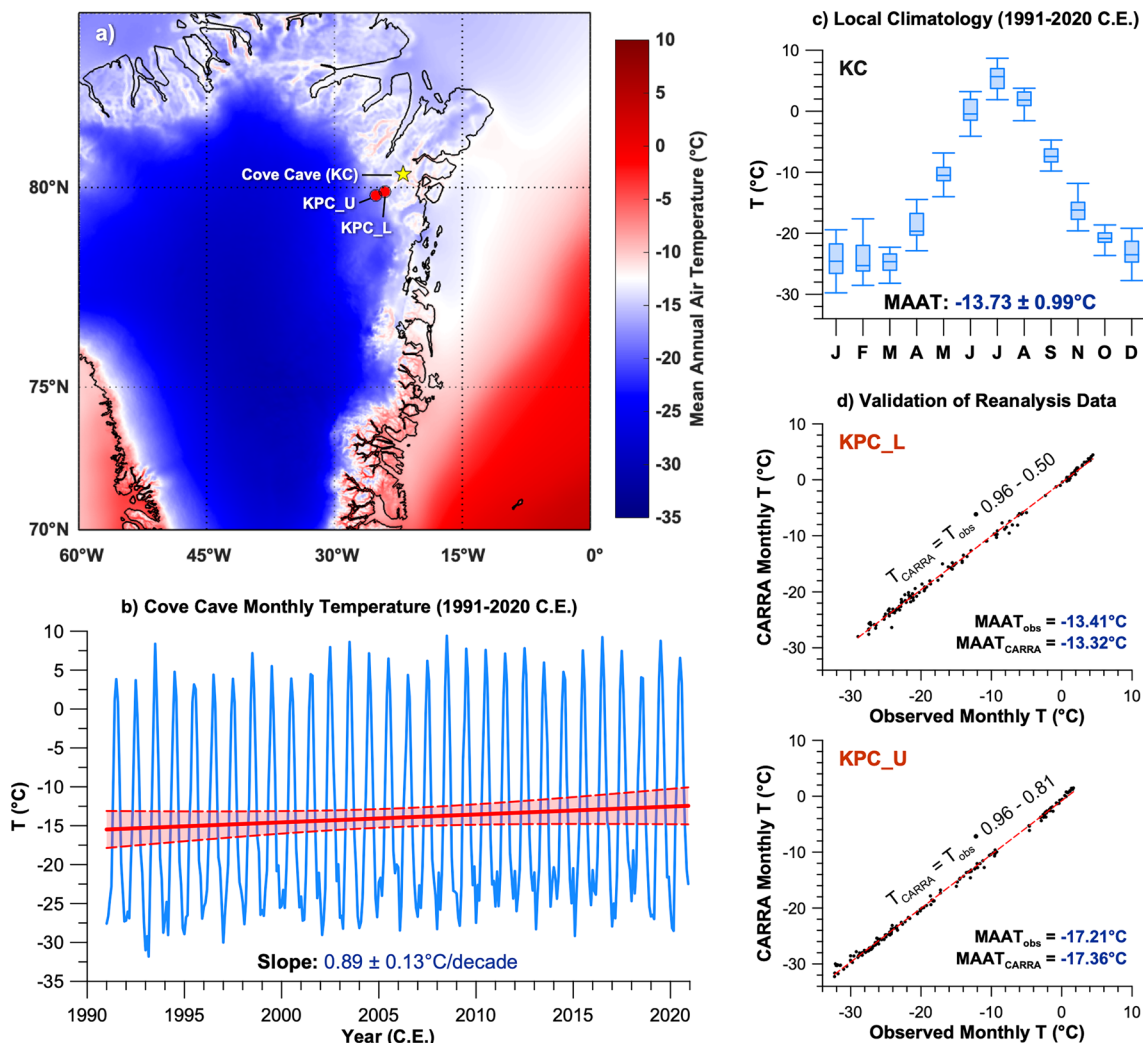 a)
Cove Cave (KC)
KPC_U
KPC_L
80°N
75°N
70°N
60°W
45°W
30°W
15°W
0°
10
5
0
-5
-10
-15
-20
-25
-30
-35
Mean Annual Air Temperature (°C)
b) Cove Cave Monthly Temperature (1991-2020 C.E.)
10
5
0
-5
-10
-15
-20
-25
-30
-35
T (°C)
Slope: 0.89 ± 0.13°C/decade
1990
1995
2000
2005
2010
2015
2020
Year (C.E.)
c) Local Climatology (1991-2020 C.E.)
KC
10
0
-10
-20
-30
T (°C)
MAAT: -13.73 ± 0.99°C
J F M A M J J A S N O D
d) Validation of Reanalysis Data
KPC_L
10
0
-10
-20
-30
CARRA Monthly T (°C)
T_CARRA = T_obs • 0.96 - 0.50
MAAT_obs = -13.41°C
MAAT_CARRA = -13.32°C
-30
-20
-10
0
10
Observed Monthly T (°C)
KPC_U
10
0
-10
-20
-30
CARRA Monthly T (°C)
T_CARRA = T_obs • 0.96 - 0.81
MAAT_obs = -17.21°C
MAAT_CARRA = -17.36°C
-30
-20
-10
0
10
Observed Monthly T (°C)